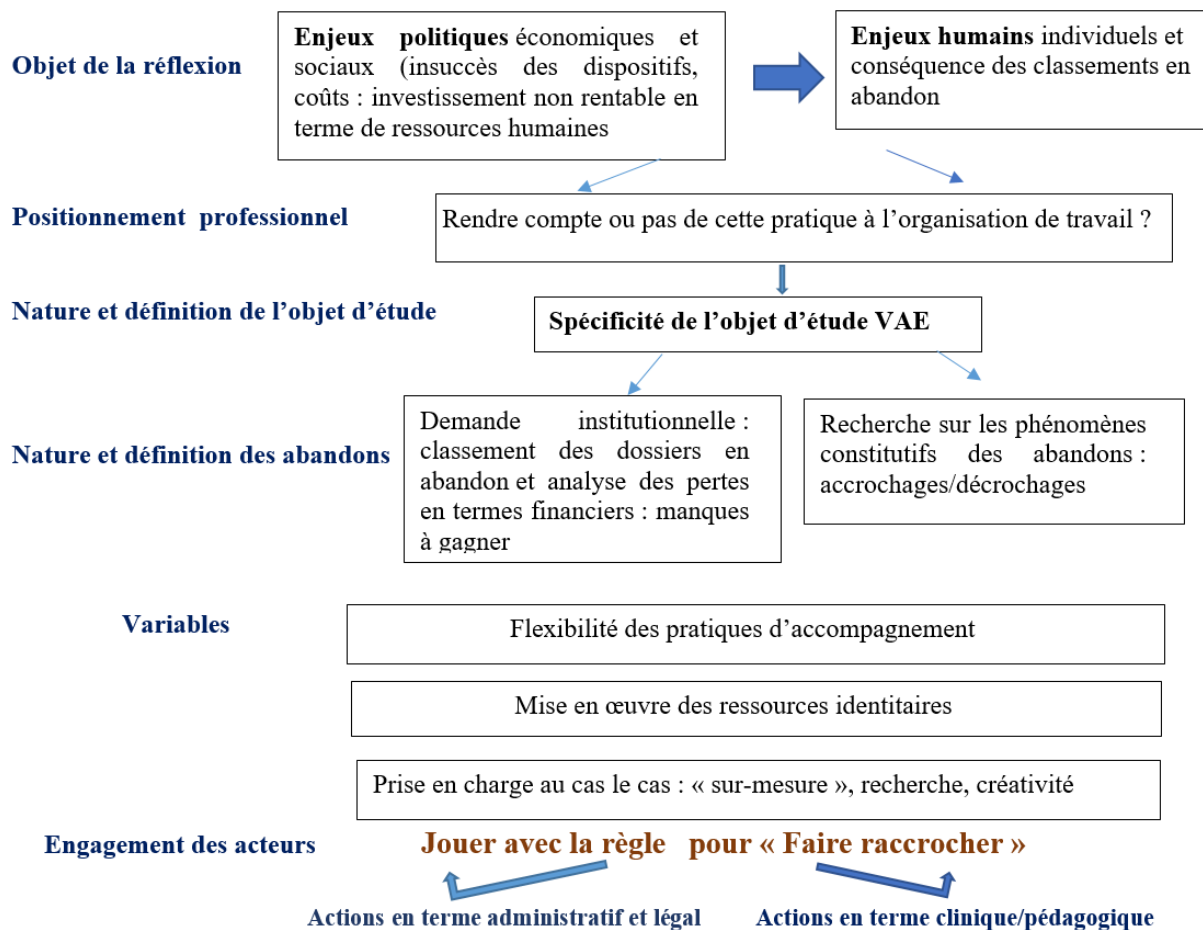 Objet de la réflexion
Enjeux politiques économiques et
sociaux (insuccès des dispositifs,
coûts : investissement non rentable en
terme de ressources humaines
Enjeux humains individuels et
conséquence des classements en
abandon
Positionnement professionnel
Rendre compte ou pas de cette pratique à l’organisation de travail ?
Nature et définition de l’objet d’étude
Spécificité de l’objet d’étude VAE
Nature et définition des abandons
Demande institutionnelle :
classement des dossiers en
abandon et analyse des pertes
en termes financiers : manques
à gagner
Recherche sur les phénomènes
constitutifs des abandons :
accrochages/décrochages
Variables
Flexibilité des pratiques d’accompagnement
Mise en œuvre des ressources identitaires
Prise en charge au cas le cas : « sur-mesure », recherche, créativité
Engagement des acteurs
Jouer avec la règle pour « Faire raccrocher »
Actions en terme administratif et légal
Actions en terme clinique/pédagogique